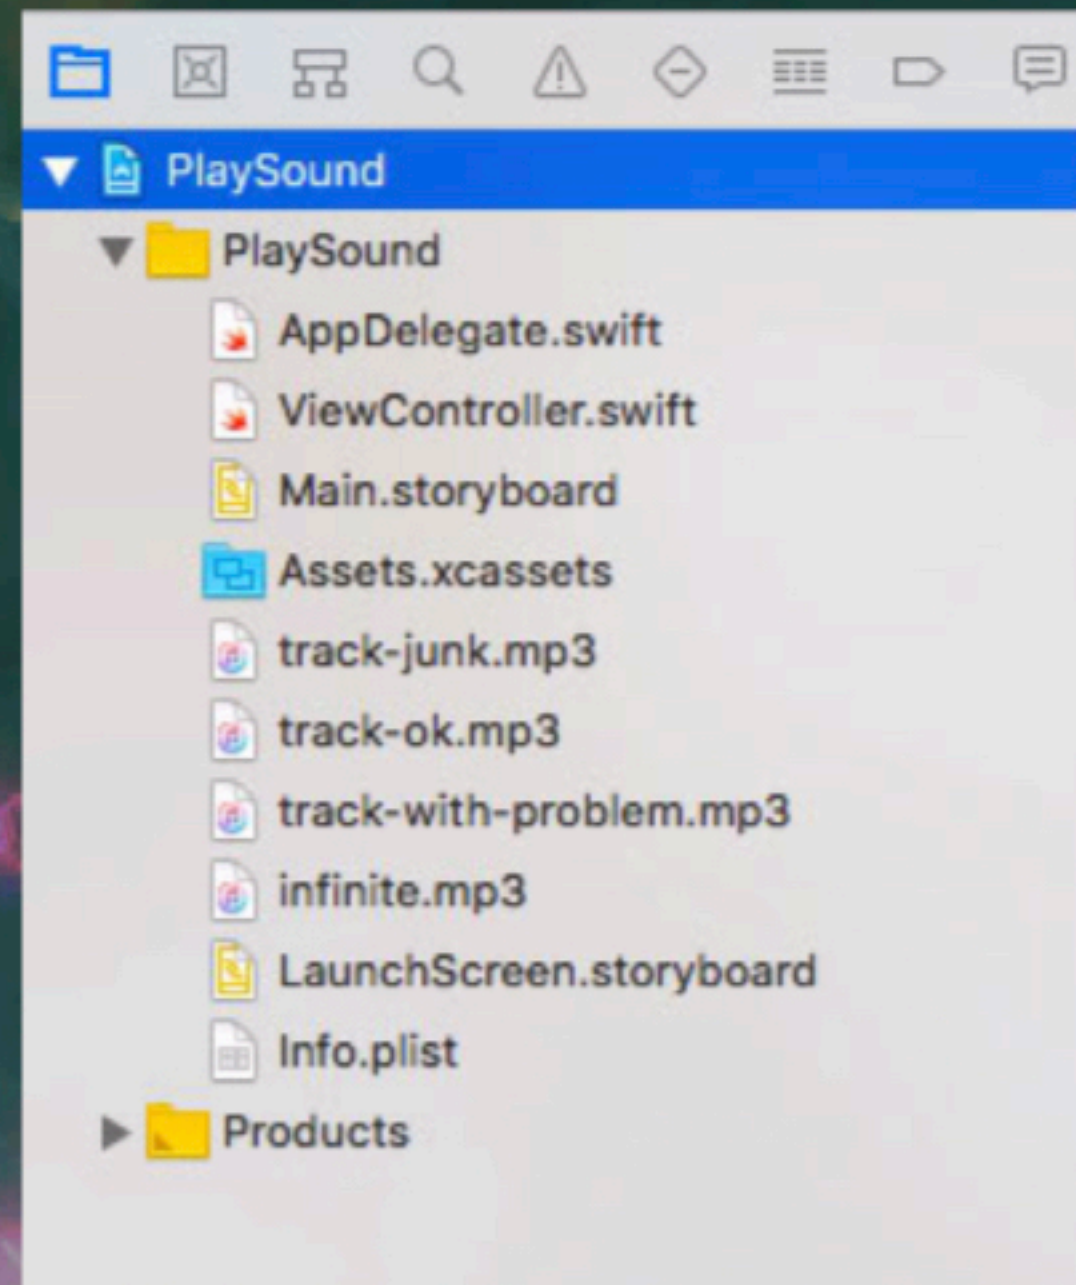 PlaySound
PlaySound
AppDelegate.swift
ViewController.swift
Main.storyboard
Assets.xcassets
track-junk.mp3
track-ok.mp3
track-with-problem.mp3
infinite.mp3
LaunchScreen.storyboard
Info.plist
Products